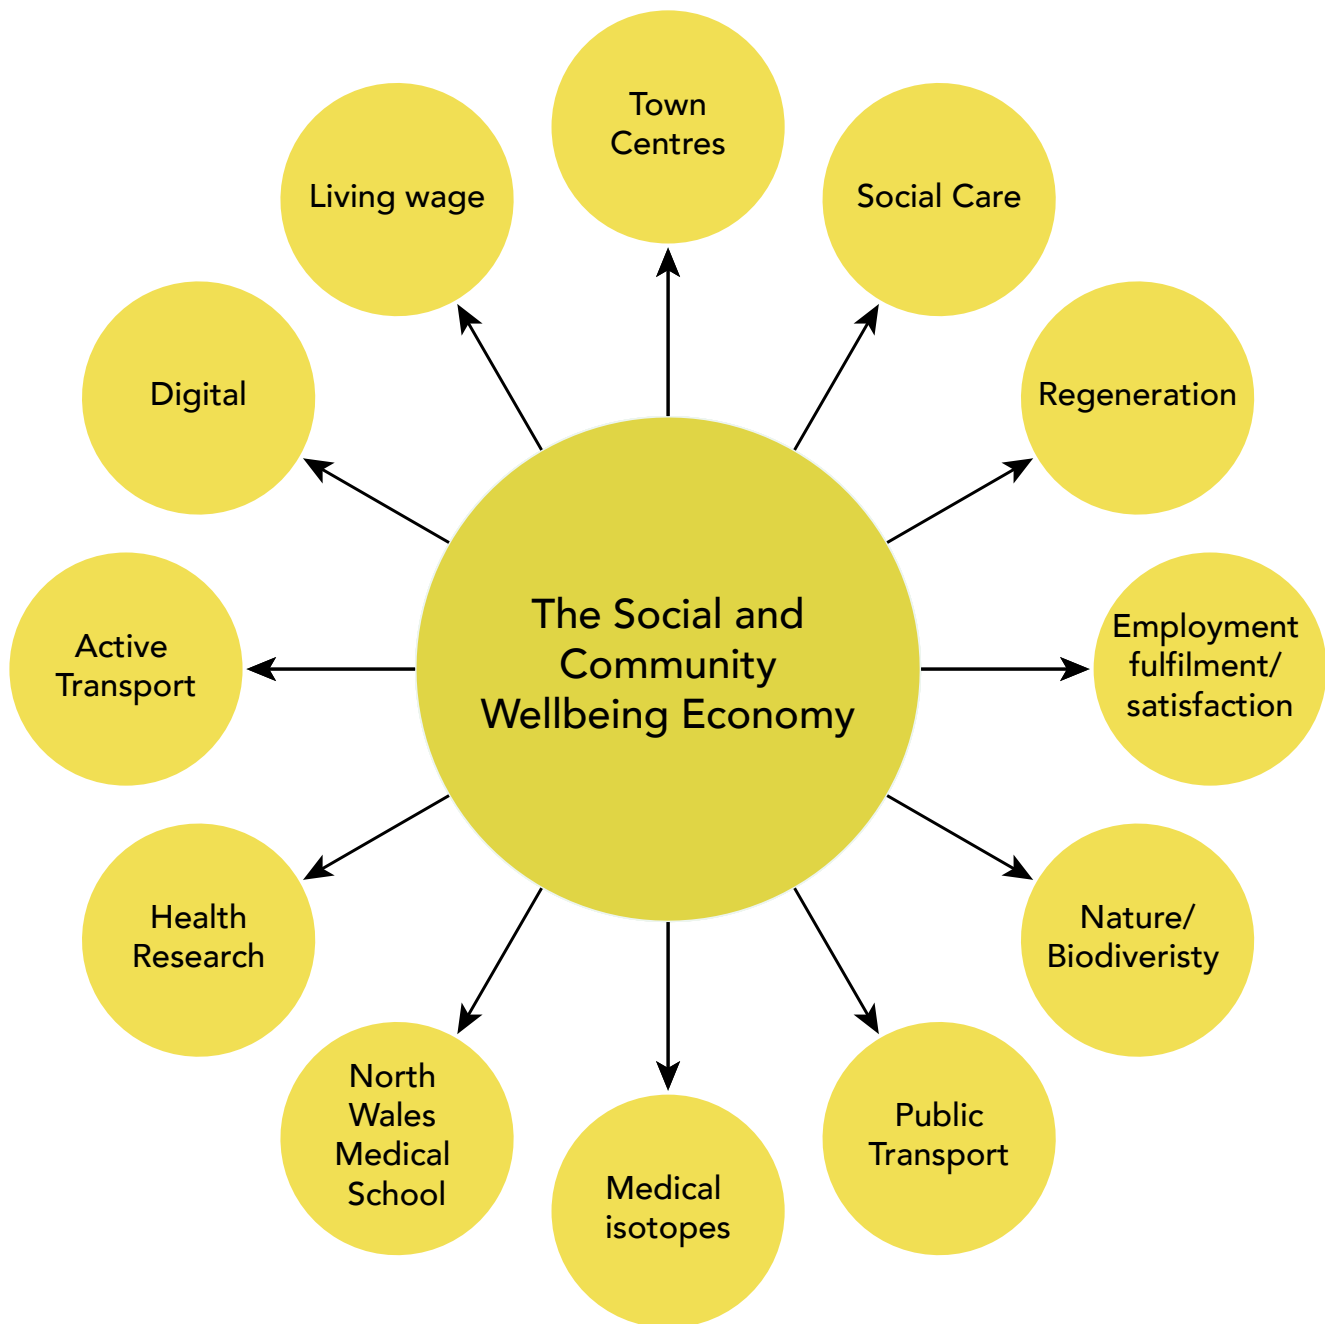 Town
Centres
Social Care
Regeneration
Employment
fulfilment/
satisfaction
Nature/
Biodiveristy
Public
Transport
Medical
isotopes
North
Wales
Medical
School
Health
Research
Active
Transport
Digital
Living wage
The Social and
Community
Wellbeing Economy